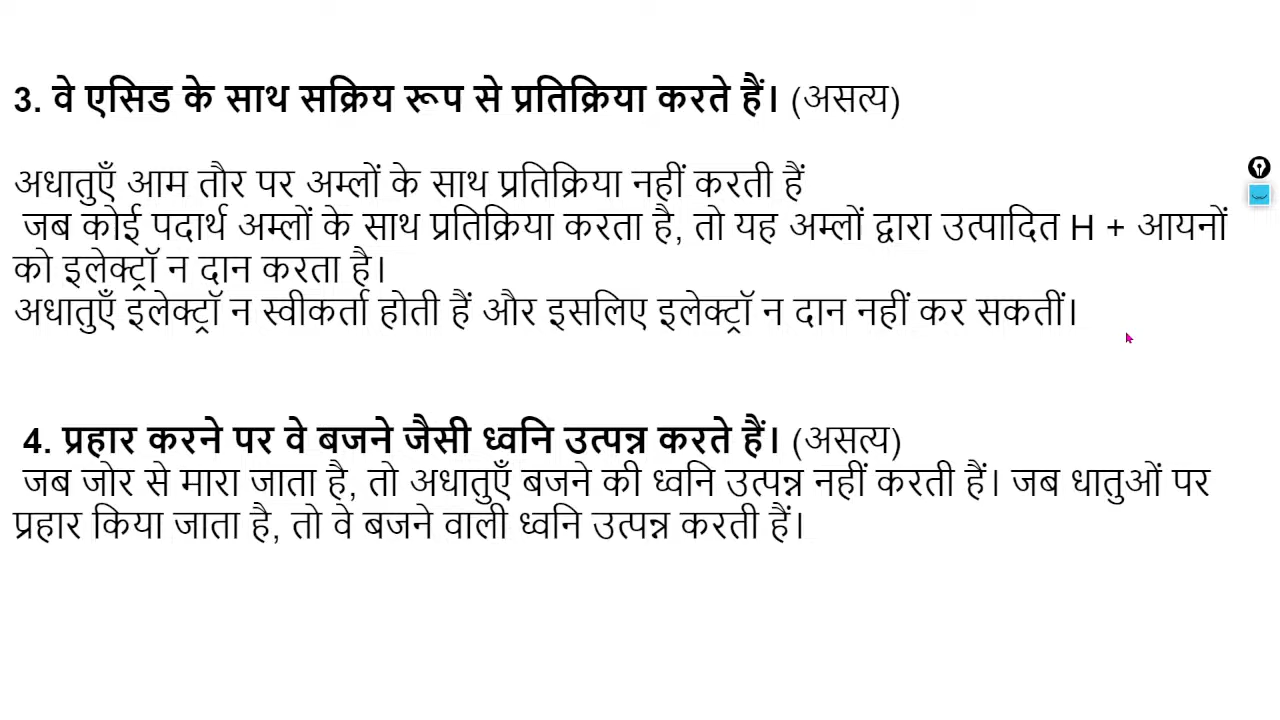 3. वे एसिड के साथ सक्रिय रूप से प्रतिक्रिया करते हैं। (असत्य)
अधातुएँ आम तौर पर अम्लों के साथ प्रतिक्रिया नहीं करती हैं
जब कोई पदार्थ अम्लों के साथ प्रतिक्रिया करता है, तो यह अम्लों द्वारा उत्पादित H + आयनों
को इलेक्ट्रॉ न दान करता है।
अधातुएँ इलेक्ट्रॉ न स्वीकर्ता होती हैं और इसलिए इलेक्ट्रॉ न दान नहीं कर सकतीं।
4. प्रहार करने पर वे बजने जैसी ध्वनि उत्पन्न करते हैं। (असत्य)
जब जोर से मारा जाता है, तो अधातुएँ बजने की ध्वनि उत्पन्न नहीं करती हैं। जब धातुओं पर
प्रहार किया जाता है, तो वे बजने वाली ध्वनि उत्पन्न करती हैं।